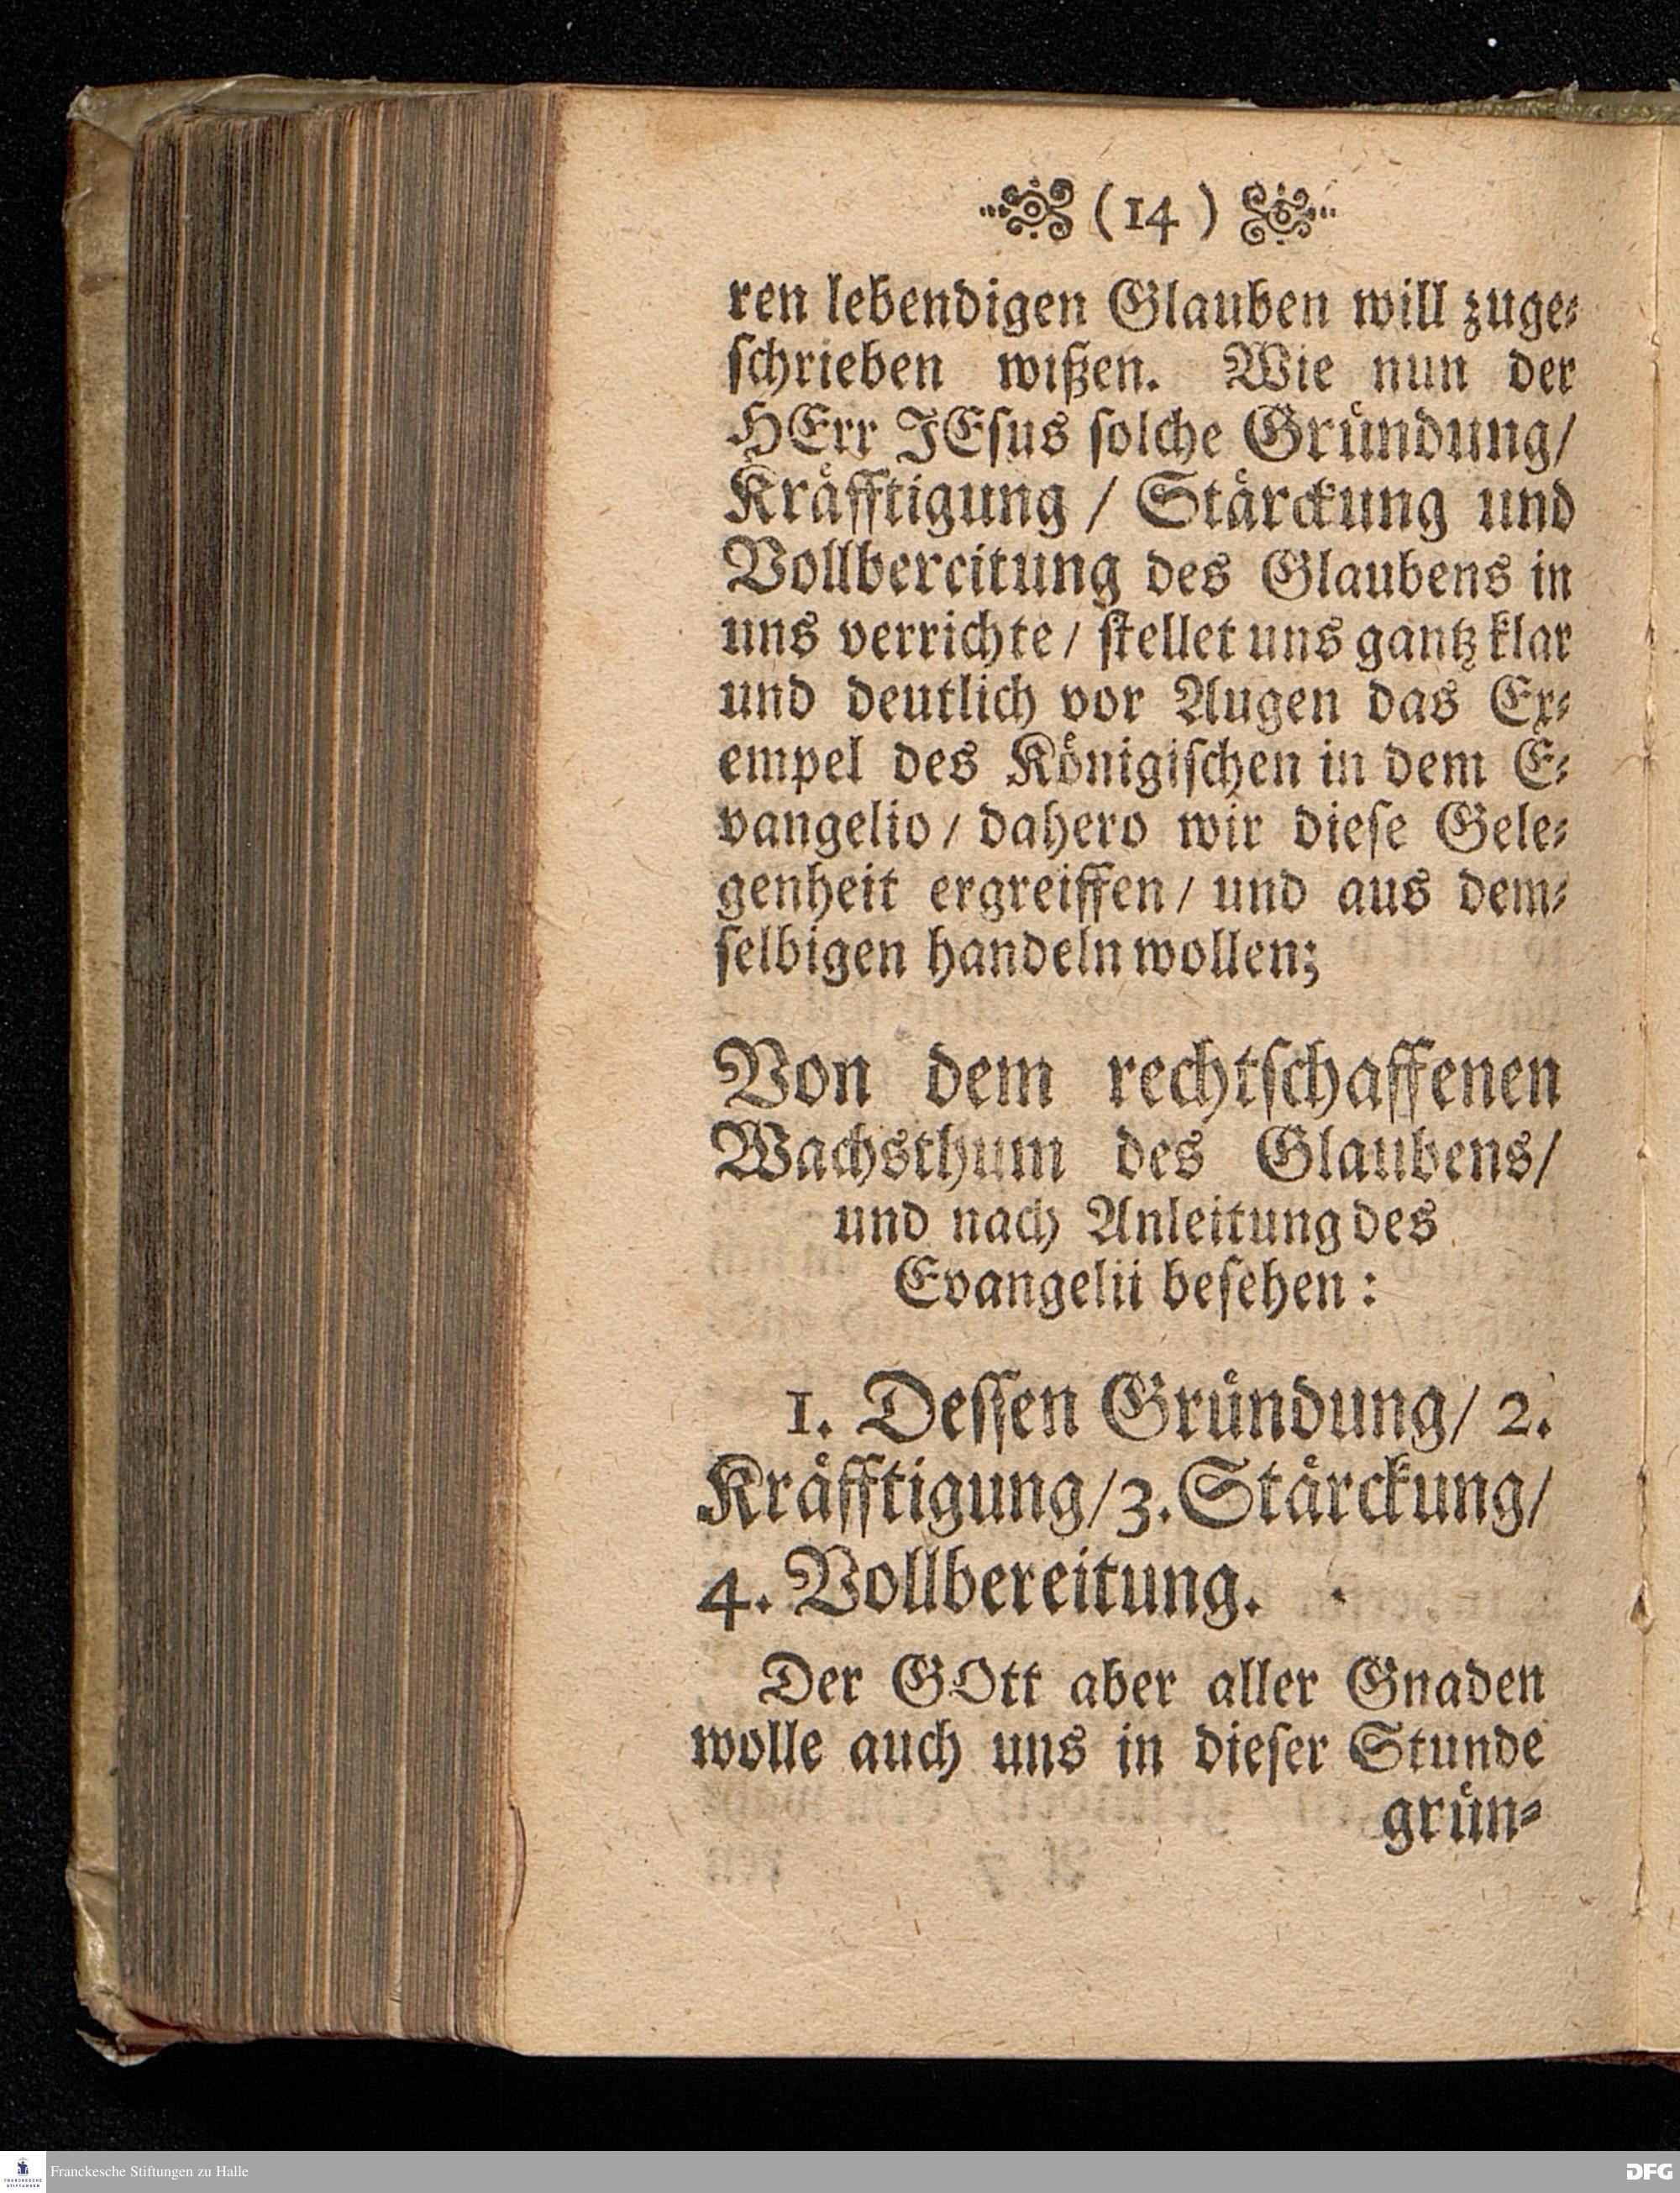 (14)
ren lebendigen Glauben will zuge⸗
ſchrieben wißen. Wie nun der
HErr JEſus ſolche Gründung/
Kräfftigung / Stärckung und
Vollbereitung des Glaubens in
uns verrichte / ſtellet uns gantz klar
und deutlich vor Augen das Ex⸗
empel des Königiſchen in dem E⸗
vangelio / dahero wir dieſe Gele⸗
genheit ergreiffen / und aus dem⸗
ſelbigen handeln wollen;
Von dem rechtſchaffenen
Wachsthum des Glaubens/
und nach Anleitung des
Evangelii beſehen:
1. Deſſen Gründung/ 2.
Kräfftigung/ 3. Stärckung/
4. Vollbereitung.
Der GOtt aber aller Gnaden
wolle auch uns in dieſer Stunde
grün⸗
FRANCKESCHE STIFTUNGEN
Franckesche Stiftungen zu Halle
DFG